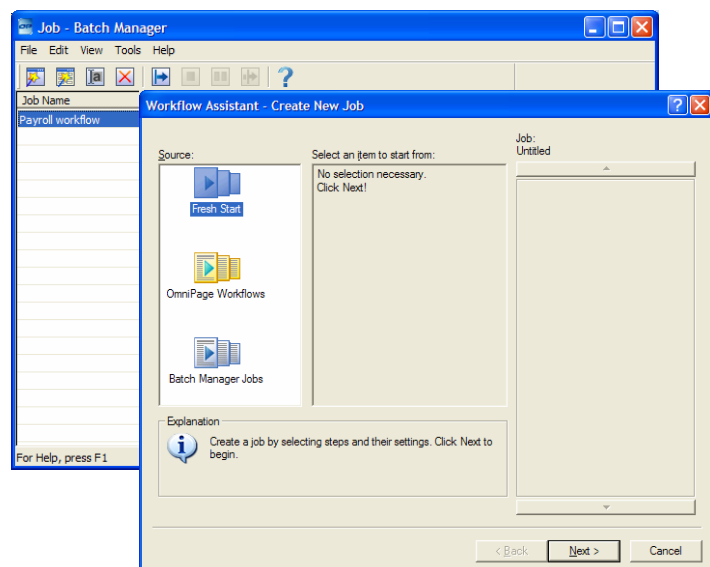 Job - Batch Manager
File Edit View Tools Help
Job Name
Payroll workflow
For Help, press F1
Workflow Assistant - Create New Job
Source:
Fresh Start
OmniPage Workflows
Batch Manager Jobs
Select an item to start from:
No selection necessary.
Click Next!
Job:
Untitled
Explanation
Create a job by selecting steps and their settings. Click Next to
begin.
< Back Next > Cancel